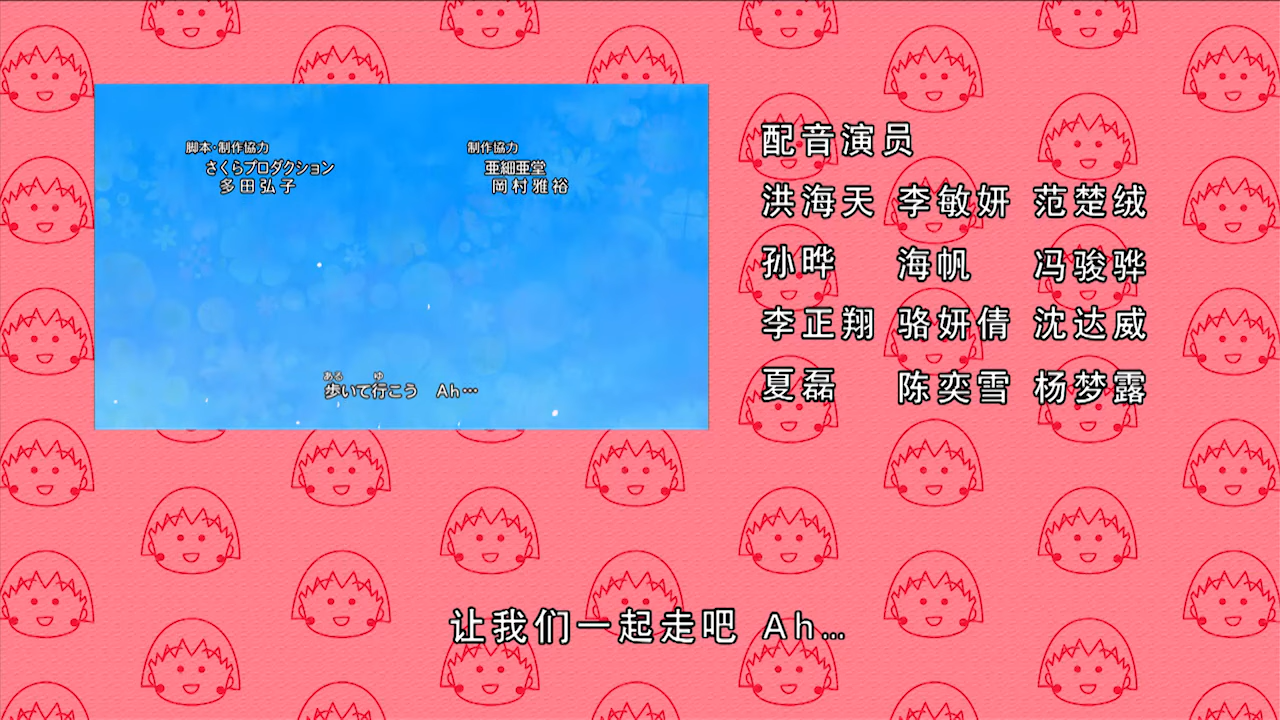 脚本・制作協力
さくらプロダクション
多田弘子
制作協力
亜細亜堂
岡村雅裕
ある ゆ
歩いて行こう Ah…
配音演员
洪海天 李敏妍 范楚绒
孙晔 海帆 冯骏骅
李正翔 骆妍倩 沈达威
夏磊 陈奕雪 杨梦露
让我们一起走吧 Ah…